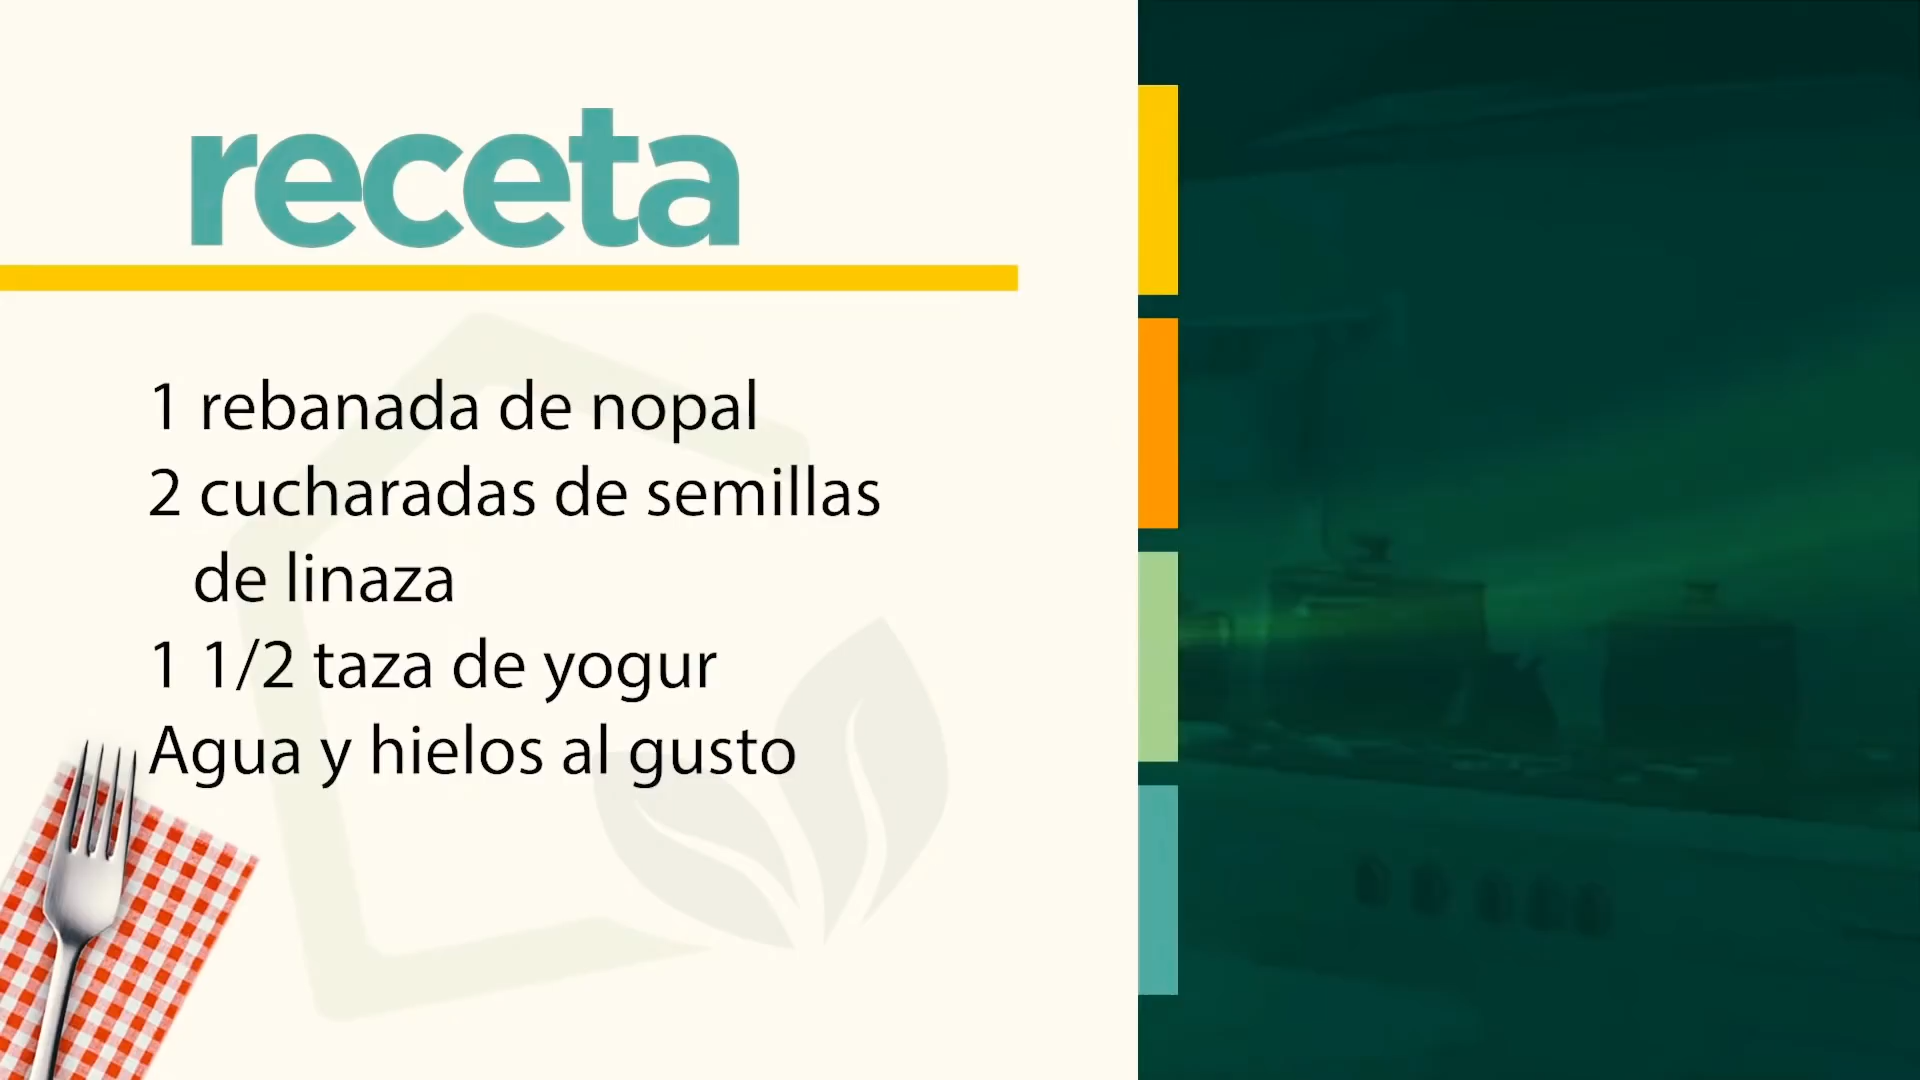 receta
1 rebanada de nopal
2 cucharadas de semillas
de linaza
1 1/2 taza de yogur
Agua y hielos al gusto